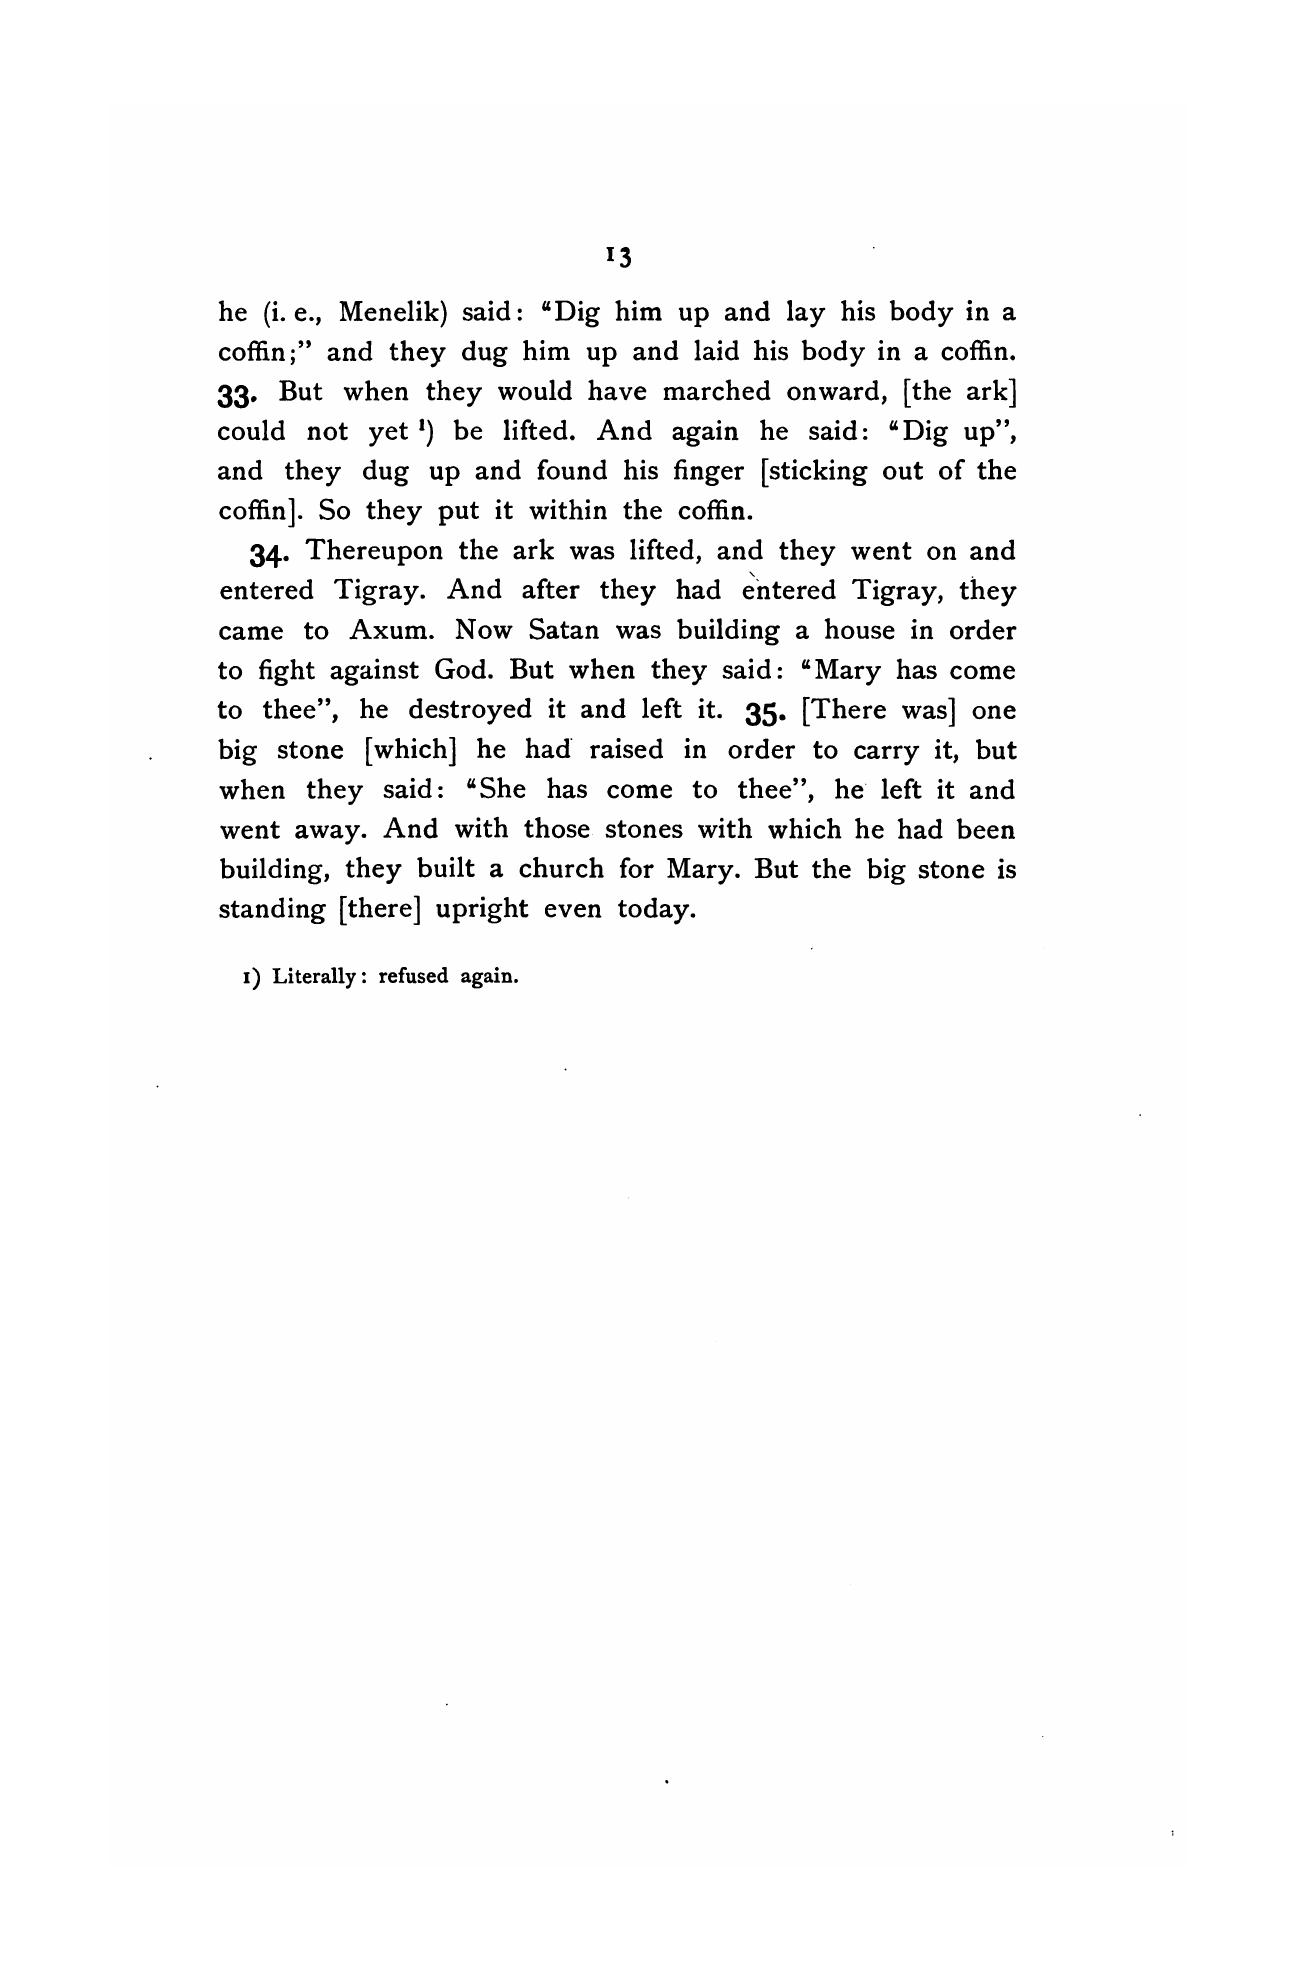 13
he (i. e., Menelik) said: “Dig him up and lay his body in a
coffin;” and they dug him up and laid his body in a coffin.
33. But when they would have marched onward, [the ark]
could not yet ¹) be lifted. And again he said: “Dig up”,
and they dug up and found his finger [sticking out of the
coffin]. So they put it within the coffin.
34. Thereupon the ark was lifted, and they went on and
entered Tigray. And after they had entered Tigray, they
came to Axum. Now Satan was building a house in order
to fight against God. But when they said: “Mary has come
to thee”, he destroyed it and left it. 35. [There was] one
big stone [which] he had raised in order to carry it, but
when they said: “She has come to thee”, he left it and
went away. And with those stones with which he had been
building, they built a church for Mary. But the big stone is
standing [there] upright even today.
1) Literally: refused again.